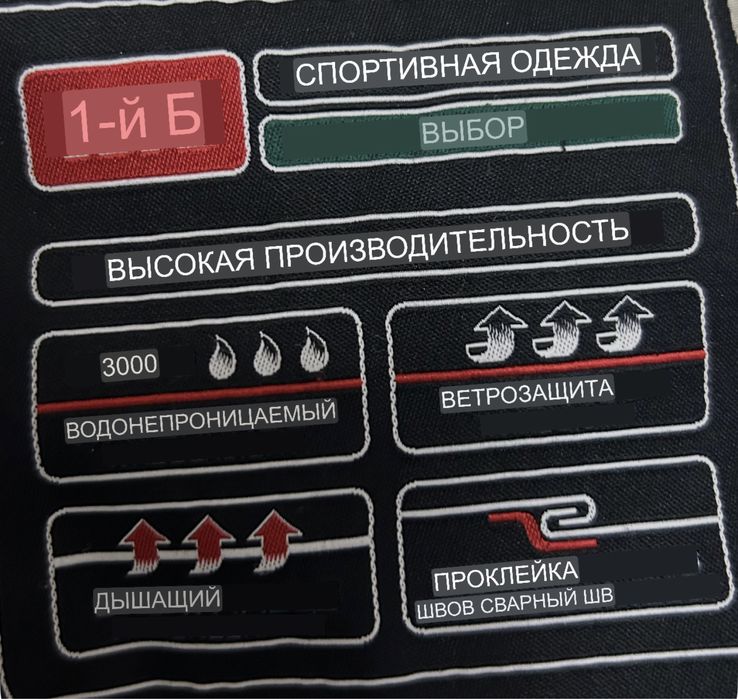 1-й Б
СПОРТИВНАЯ ОДЕЖДА
ВЫБОР
ВЫСОКАЯ ПРОИЗВОДИТЕЛЬНОСТЬ
3000
ВОДОНЕПРОНИЦАЕМЫЙ
ВЕТРОЗАЩИТА
ДЫШАЩИЙ
ПРОКЛЕЙКА
ШВОВ СВАРНЫЙ ШВ